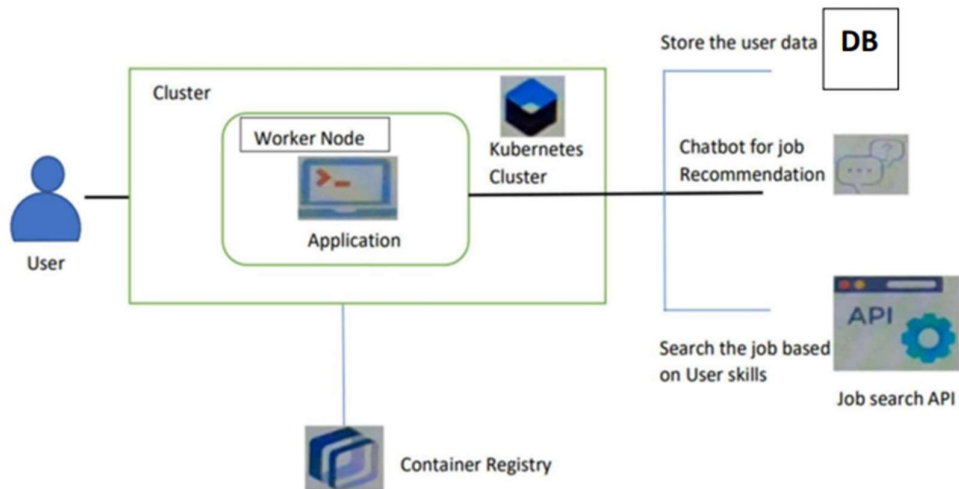 Store the user data
DB
Cluster
Worker Node
Kubernetes
Cluster
Chatbot for job
Recommendation
Application
User
API
Search the job based
on User skills
Job search API
Container Registry